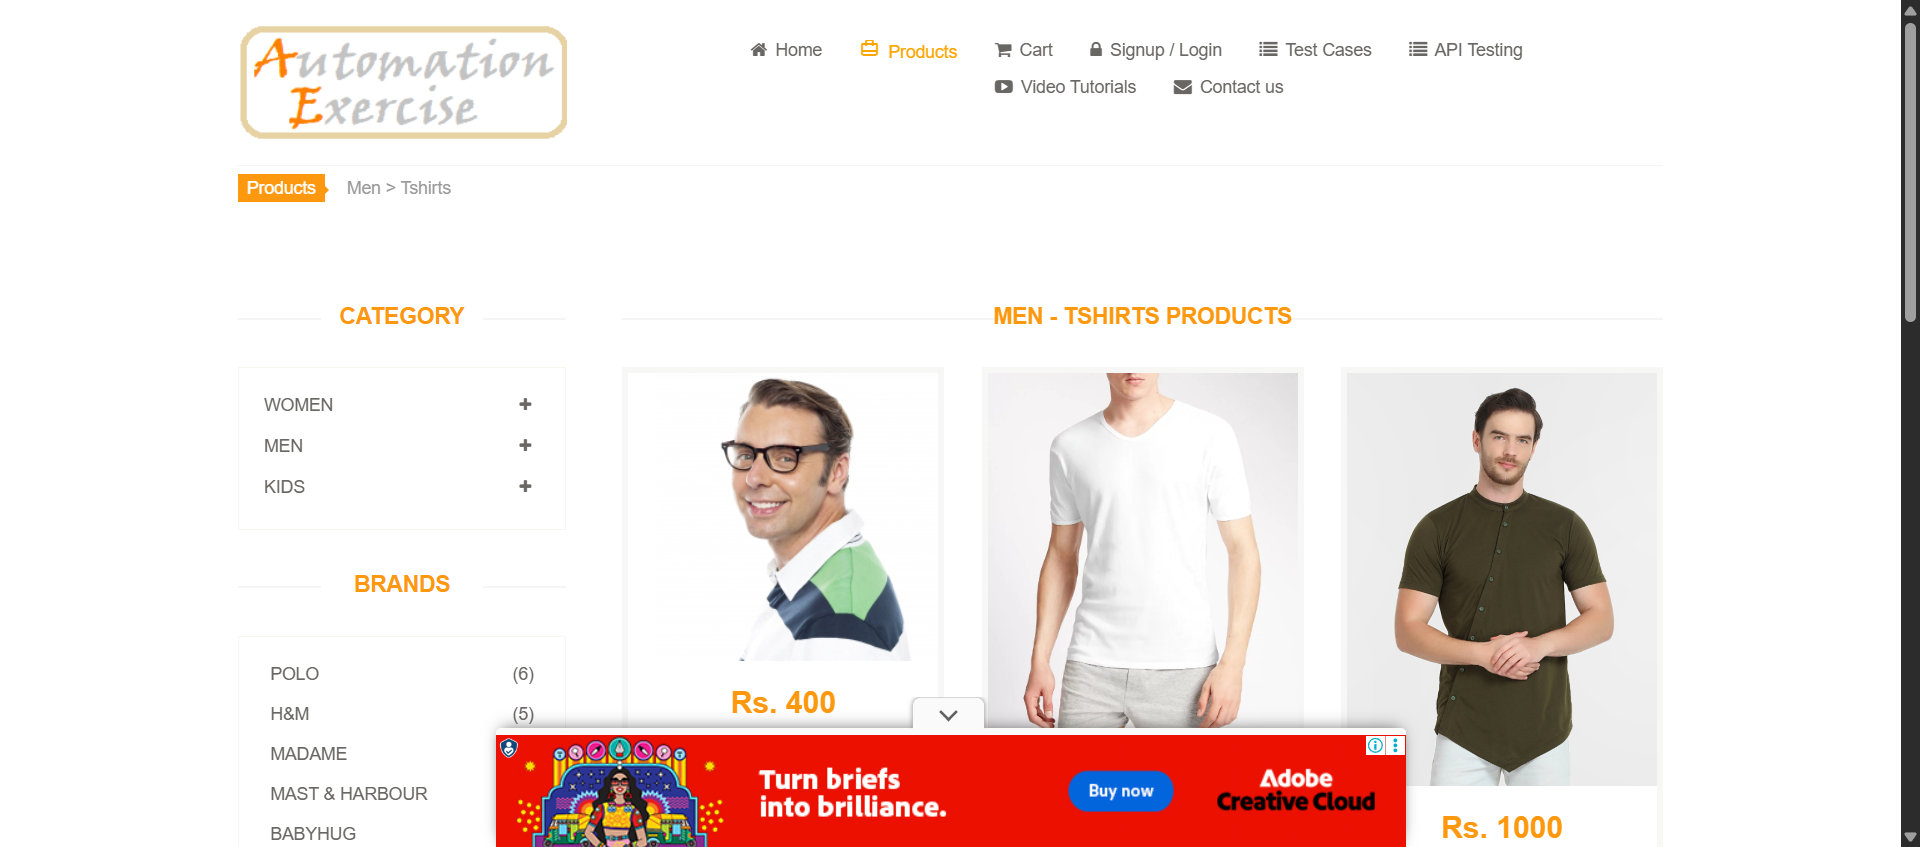 Automation
Exercise
Home
Products
Cart
Signup / Login
Test Cases
API Testing
Video Tutorials
Contact us
Products
Men > Tshirts
CATEGORY
WOMEN
MEN
KIDS
BRANDS
POLO (6)
H&M (5)
MADAME
MAST & HARBOUR
BABYHUG
MEN - TSHIRTS PRODUCTS
Rs. 400
Rs. 1000
Turn briefs
into brilliance.
Buy now
Adobe
Creative Cloud